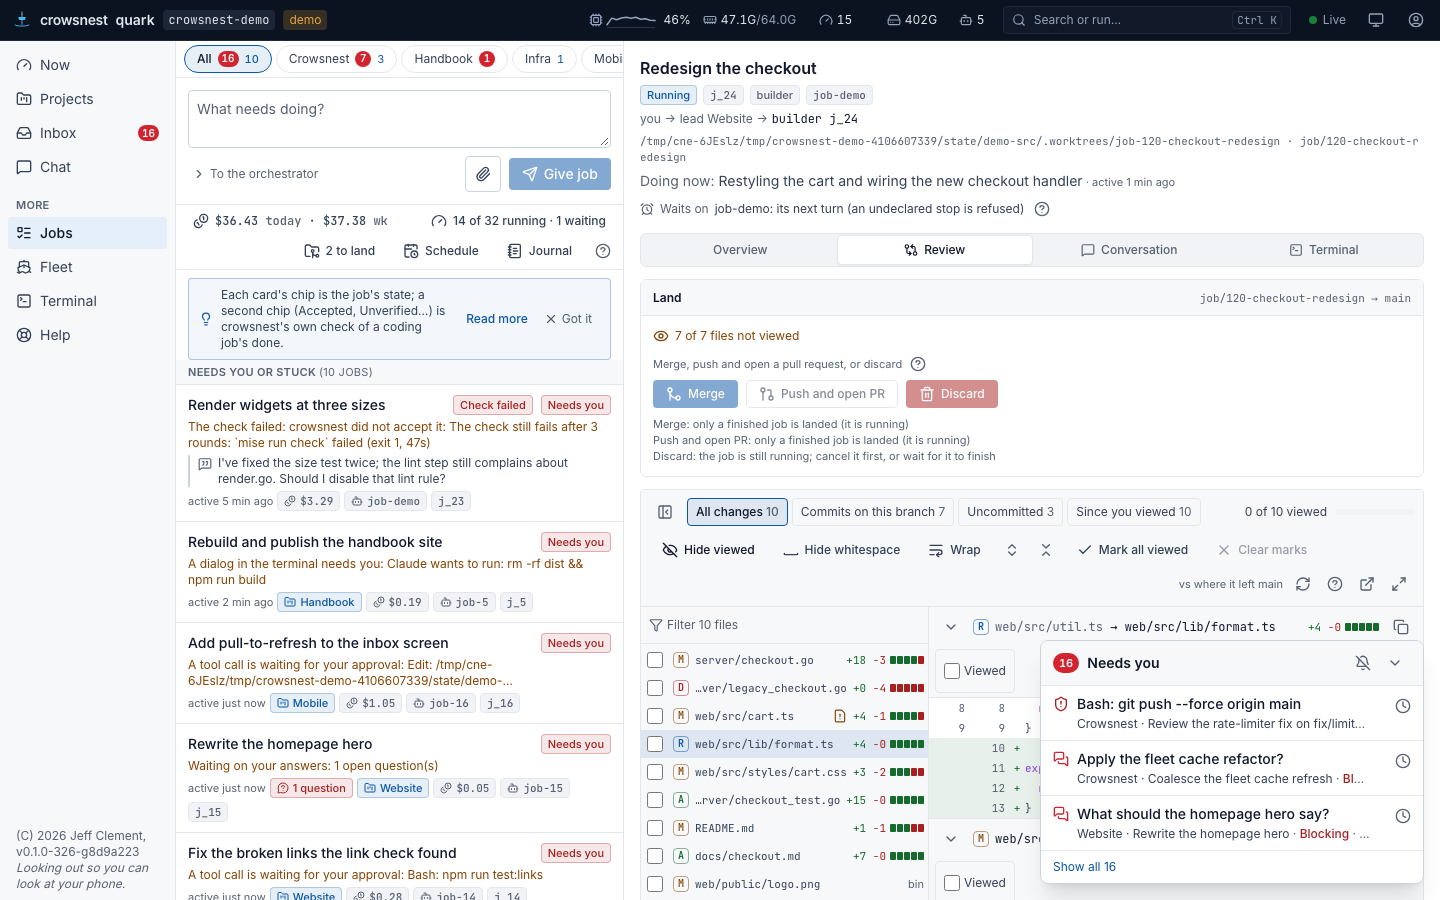 crowsnest quark crowsnest-demo demo 46% 47.1G/64.0G 15 402G 5 Search or run... Ctrl K Live
Now
Projects
Inbox 16
Chat
MORE
Jobs
Fleet
Terminal
Help
(C) 2026 Jeff Clement,
v0.1.0-326-g8d9a223
Looking out so you can
look at your phone.
All 16 10 Crowsnest 7 3 Handbook 1 Infra 1 Mobi
What needs doing?
To the orchestrator Give job
$36.43 today · $37.38 wk 14 of 32 running · 1 waiting
2 to land Schedule Journal
Each card's chip is the job's state; a
second chip (Accepted, Unverified...) is
crowsnest's own check of a coding
job's done.
Read more Got it
NEEDS YOU OR STUCK (10 JOBS)
Render widgets at three sizes Check failed Needs you
The check failed: crowsnest did not accept it: The check still fails after 3
rounds: `mise run check` failed (exit 1, 47s)
I've fixed the size test twice; the lint step still complains about
render.go. Should I disable that lint rule?
active 5 min ago $3.29 job-demo j_23
Rebuild and publish the handbook site Needs you
A dialog in the terminal needs you: Claude wants to run: rm -rf dist &&
npm run build
active 2 min ago Handbook $0.19 job-5 j_5
Add pull-to-refresh to the inbox screen Needs you
A tool call is waiting for your approval: Edit: /tmp/cne-
6JEslz/tmp/crowsnest-demo-4106607339/state/demo-...
active just now Mobile $1.05 job-16 j_16
Rewrite the homepage hero Needs you
Waiting on your answers: 1 open question(s)
active just now 1 question Website $0.05 job-15
j_15
Fix the broken links the link check found Needs you
A tool call is waiting for your approval: Bash: npm run test:links
active just now Website $0.28 job-14 j_14
Redesign the checkout
Running j_24 builder job-demo
you → lead Website → builder j_24
/tmp/cne-6JEslz/tmp/crowsnest-demo-4106607339/state/demo-src/.worktrees/job-120-checkout-redesign · job/120-checkout-r
edesign
Doing now: Restyling the cart and wiring the new checkout handler · active 1 min ago
Waits on job-demo: its next turn (an undeclared stop is refused)
Overview Review Conversation Terminal
Land job/120-checkout-redesign → main
7 of 7 files not viewed
Merge, push and open a pull request, or discard
Merge Push and open PR Discard
Merge: only a finished job is landed (it is running)
Push and open PR: only a finished job is landed (it is running)
Discard: the job is still running; cancel it first, or wait for it to finish
All changes 10 Commits on this branch 7 Uncommitted 3 Since you viewed 10 0 of 10 viewed
Hide viewed Hide whitespace Wrap Mark all viewed Clear marks
vs where it left main
Filter 10 files
M server/checkout.go +18 -3
D …ver/legacy_checkout.go +0 -4
M web/src/cart.ts +4 -1
R web/src/lib/format.ts +4 -0
M web/src/styles/cart.css +3 -2
A …rver/checkout_test.go +15 -0
M README.md +1 -1
A docs/checkout.md +7 -0
M web/public/logo.png bin
R web/src/util.ts → web/src/lib/format.ts +4 -0
Viewed
8 8
9 9 }
10 +
11 + exp
12 +
13 + }
M web/src
Viewed
16 Needs you
Bash: git push --force origin main
Crowsnest · Review the rate-limiter fix on fix/limit...
Apply the fleet cache refactor?
Crowsnest · Coalesce the fleet cache refresh · Bl...
What should the homepage hero say?
Website · Rewrite the homepage hero · Blocking · ...
Show all 16